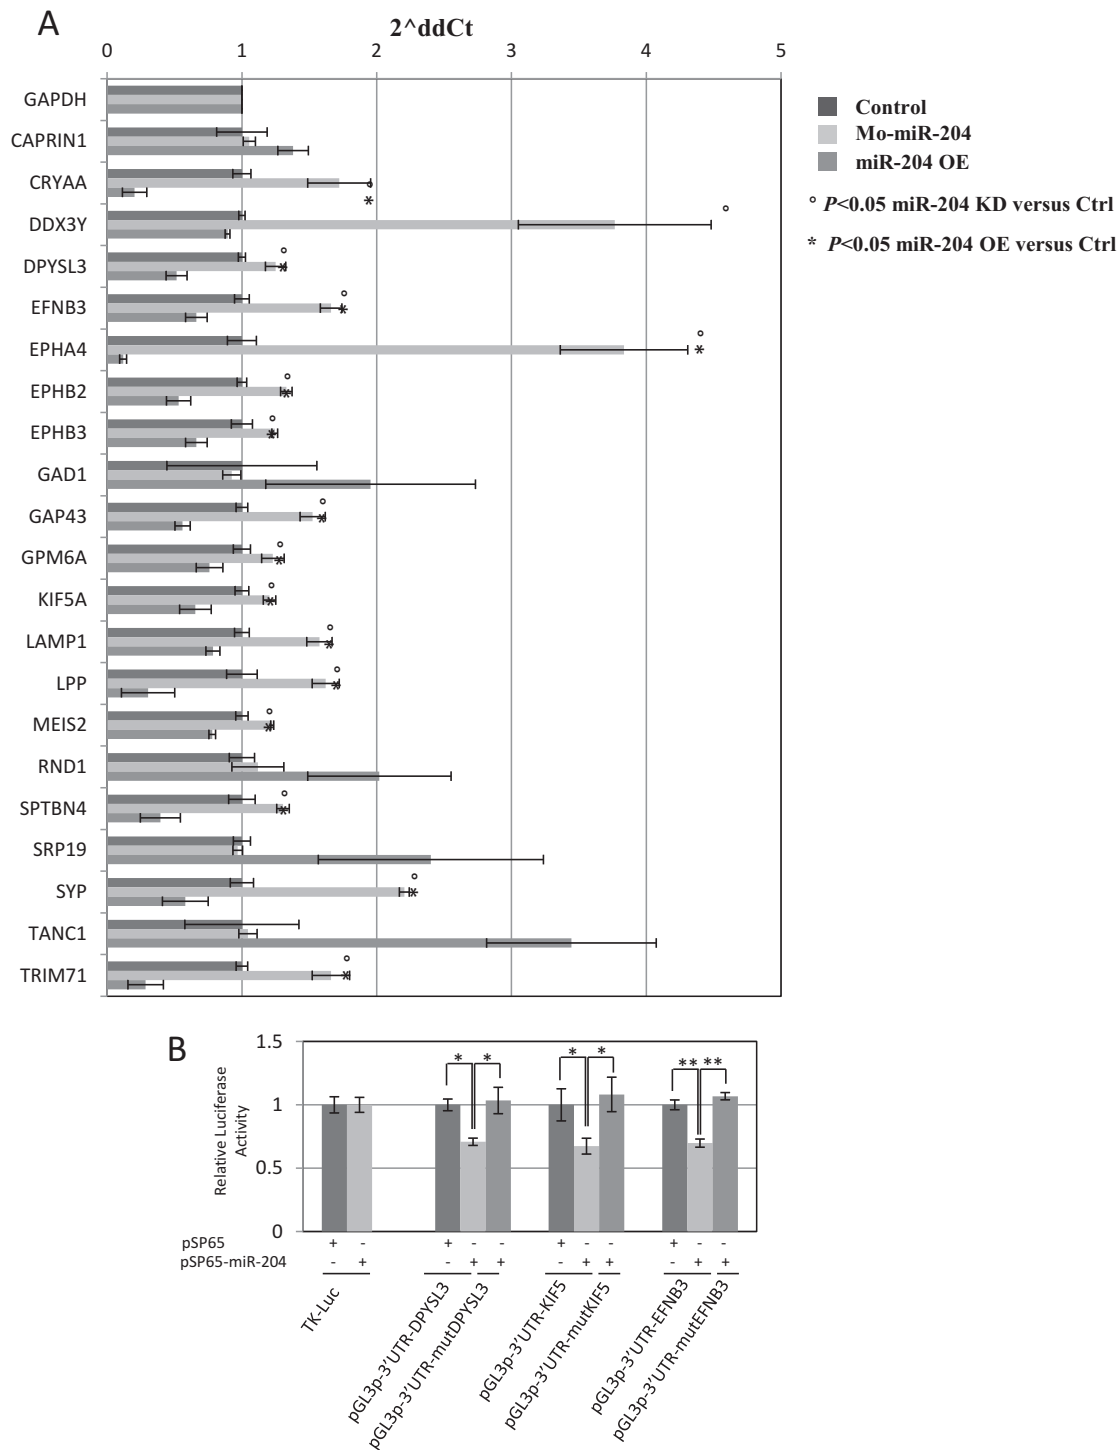 A
2^ddCt
0 1 2 3 4 5
GAPDH
CAPRIN1
CRYAA
DDX3Y
DPYSL3
EFNB3
EPHA4
EPHB2
EPHB3
GAD1
GAP43
GPM6A
KIF5A
LAMP1
LPP
MEIS2
RND1
SPTBN4
SRP19
SYP
TANC1
TRIM71
Control
Mo-miR-204
miR-204 OE
° P<0.05 miR-204 KD versus Ctrl
* P<0.05 miR-204 OE versus Ctrl
B
Relative Luciferase
Activity
1.5
1
0.5
0
* * * * ** **
pSP65 + - + - - + - - + - -
pSP65-miR-204 - + - + + - + + - + +
TK-Luc
pGL3p-3'UTR-DPYSL3
pGL3p-3'UTR-mutDPYSL3
pGL3p-3'UTR-KIF5
pGL3p-3'UTR-mutKIF5
pGL3p-3'UTR-EFNB3
pGL3p-3'UTR-mutEFNB3